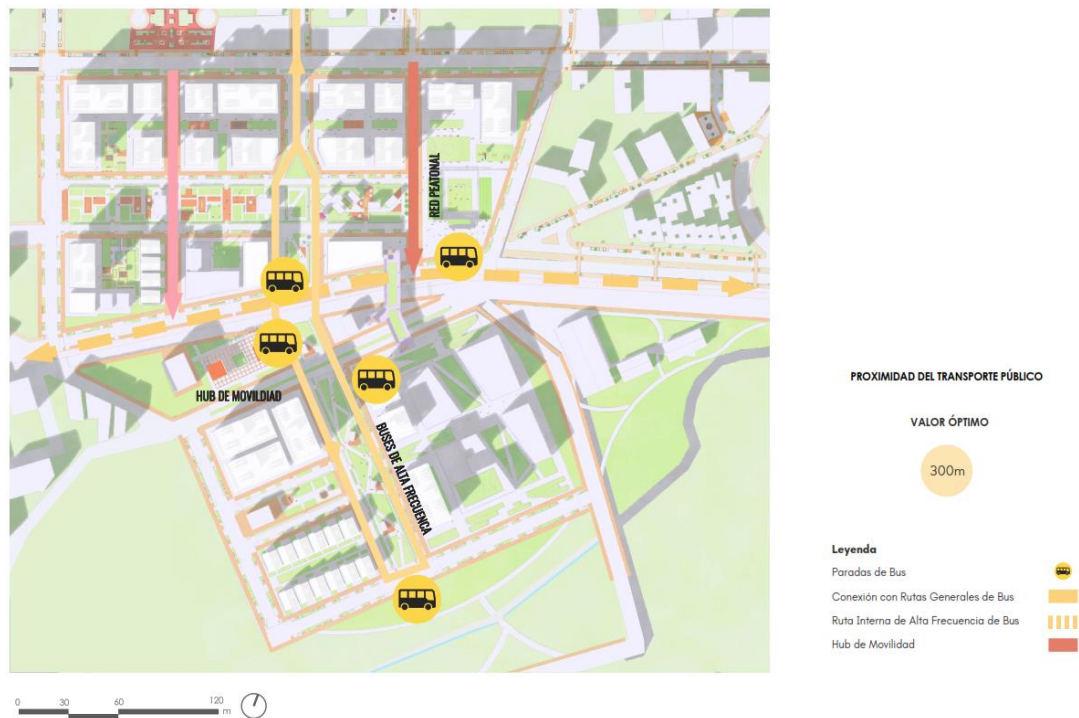 RED PEATONAL
HUB DE MOVILDIAD
BUSES DE ALTA FRECUENCA
PROXIMIDAD DEL TRANSPORTE PÚBLICO
VALOR ÓPTIMO
300m
Leyenda
Paradas de Bus
Conexión con Rutas Generales de Bus
Ruta Interna de Alta Frecuencia de Bus
Hub de Movilidad
0 30 60 120
m